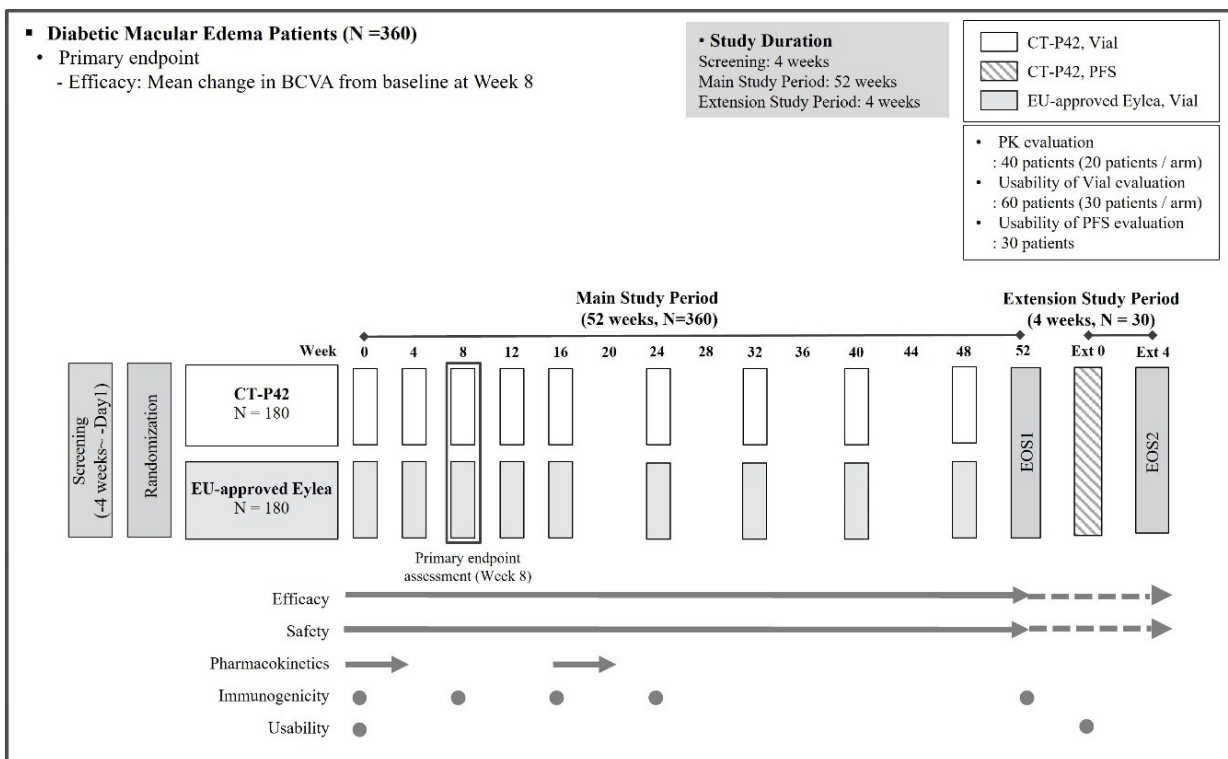 ▪ Diabetic Macular Edema Patients (N =360)
• Primary endpoint
- Efficacy: Mean change in BCVA from baseline at Week 8
• Study Duration
Screening: 4 weeks
Main Study Period: 52 weeks
Extension Study Period: 4 weeks
CT-P42, Vial
CT-P42, PFS
EU-approved Eylea, Vial
• PK evaluation
: 40 patients (20 patients / arm)
• Usability of Vial evaluation
: 60 patients (30 patients / arm)
• Usability of PFS evaluation
: 30 patients
Main Study Period
(52 weeks, N=360)
Extension Study Period
(4 weeks, N = 30)
Week 0 4 8 12 16 20 24 28 32 36 40 44 48 52 Ext 0 Ext 4
Screening
(-4 weeks~ -Day1)
Randomization
CT-P42
N = 180
EU-approved Eylea
N = 180
EOS1
EOS2
Primary endpoint
assessment (Week 8)
Efficacy
Safety
Pharmacokinetics
Immunogenicity
Usability